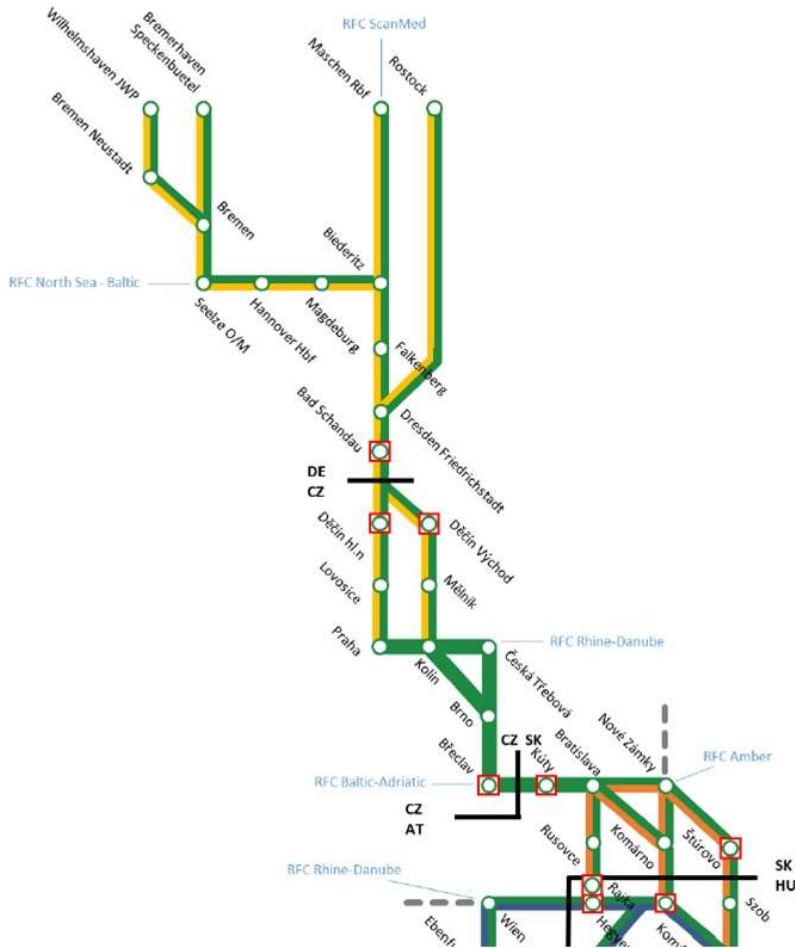 Wilhelmshaven JWP
Bremerhaven
Speckenbuetel
RFC ScanMed
Maschen Rbf
Rostock
Bremen Neustadt
Bremen
Biederitz
RFC North Sea - Baltic
Seelze O/M
Hannover Hbf
Magdeburg
Falkenberg
Bad Schandau
Dresden Friedrichstadt
DE
CZ
Děčín hl.n
Děčín Východ
Lovosice
Mělník
Praha
Kolín
RFC Rhine-Danube
Česká Třebová
Brno
Břeclav
CZ SK
Kúty
Bratislava
Nové Zámky
RFC Amber
RFC Baltic-Adriatic
CZ
AT
Rusovce
Komárno
Štúrovo
SK
HU
RFC Rhine-Danube
Rajka
Szob
Wien